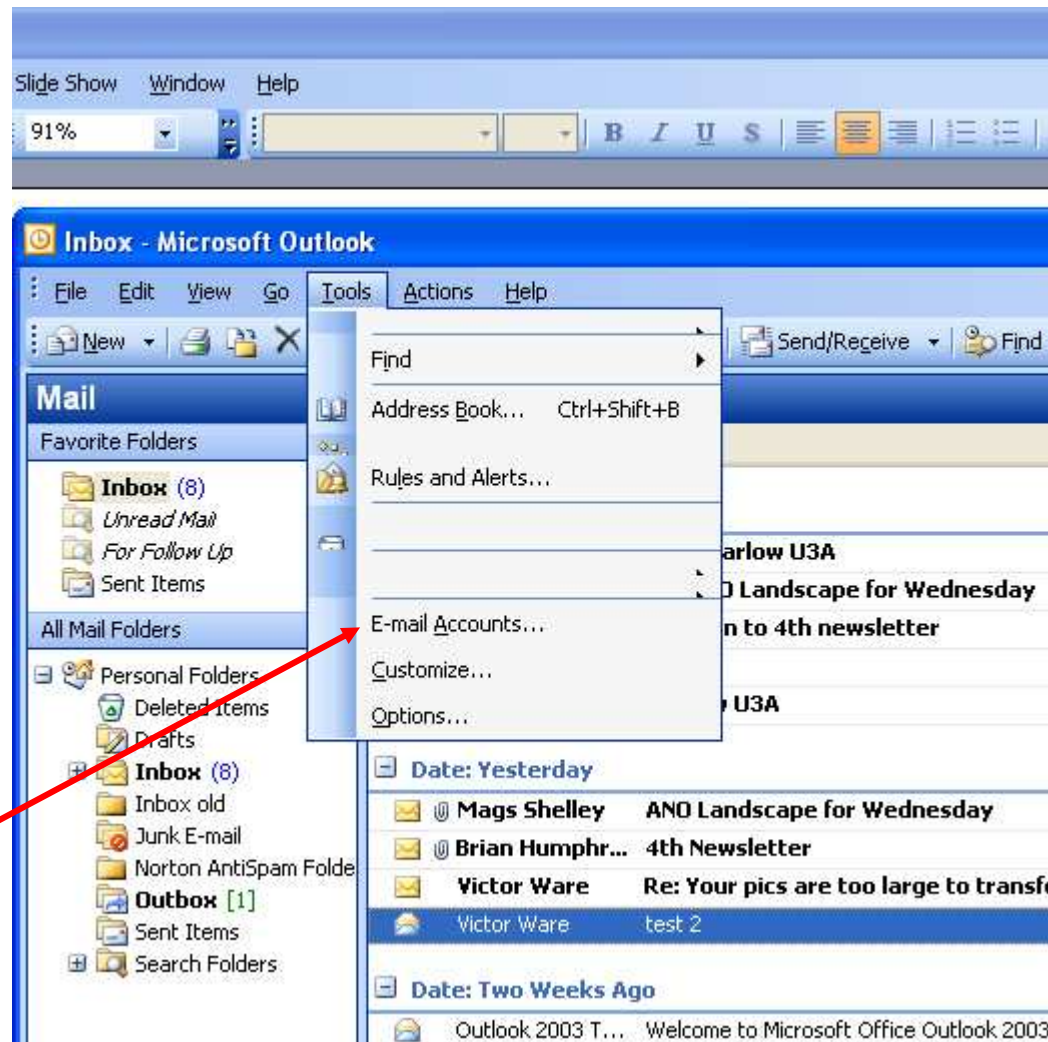 Slide Show Window Help
91% B I U S
Inbox - Microsoft Outlook
File Edit View Go Tools Actions Help
New Send/Receive Find
Mail
Favorite Folders
Inbox (8)
Unread Mail
For Follow Up
Sent Items
All Mail Folders
Personal Folders
Deleted Items
Drafts
Inbox (8)
Inbox old
Junk E-mail
Norton AntiSpam Folde
Outbox [1]
Sent Items
Search Folders
Find
Address Book... Ctrl+Shift+B
Rules and Alerts...
E-mail Accounts...
Customize...
Options...
arlow U3A
Landscape for Wednesday
n to 4th newsletter
U3A
Date: Yesterday
Mags Shelley ANO Landscape for Wednesday
Brian Humphr... 4th Newsletter
Victor Ware Re: Your pics are too large to transfe
Victor Ware test 2
Date: Two Weeks Ago
Outlook 2003 T... Welcome to Microsoft Office Outlook 2003